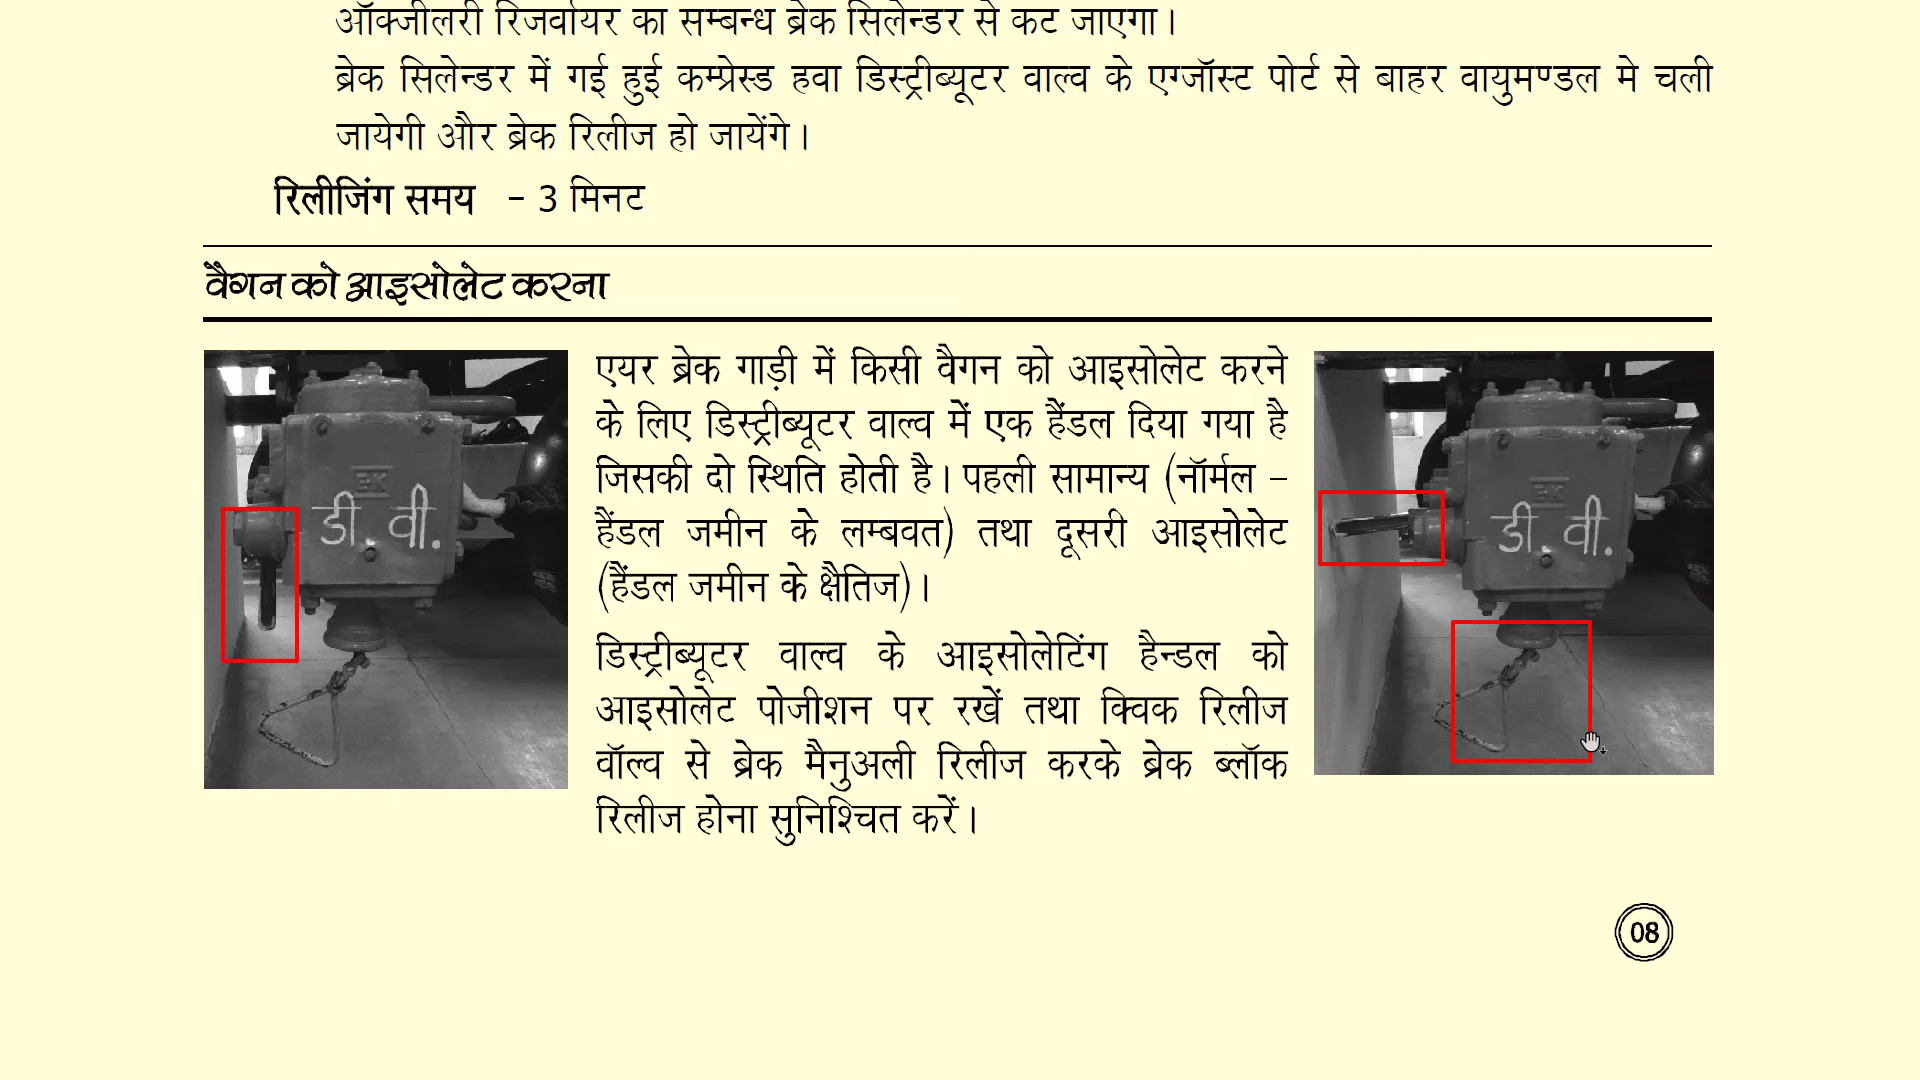 ऑक्जीलरी रिजर्वायर का सम्बन्ध ब्रेक सिलेन्डर से कट जाएगा।
ब्रेक सिलेन्डर में गई हुई कम्प्रेस्ड हवा डिस्ट्रीब्यूटर वाल्व के एग्जॉस्ट पोर्ट से बाहर वायुमण्डल मे चली
जायेगी और ब्रेक रिलीज हो जायेंगे।
रिलीजिंग समय – 3 मिनट
वैगन को आइसोलेट करना
एयर ब्रेक गाड़ी में किसी वैगन को आइसोलेट करने
के लिए डिस्ट्रीब्यूटर वाल्व में एक हैंडल दिया गया है
जिसकी दो स्थिति होती है। पहली सामान्य (नॉर्मल –
हैंडल जमीन के लम्बवत) तथा दूसरी आइसोलेट
(हैंडल जमीन के क्षैतिज)।
डिस्ट्रीब्यूटर वाल्व के आइसोलेटिंग हैन्डल को
आइसोलेट पोजीशन पर रखें तथा क्विक रिलीज
वॉल्व से ब्रेक मैनुअली रिलीज करके ब्रेक ब्लॉक
रिलीज होना सुनिश्चित करें।
डी. वी.
डी. वी.
08